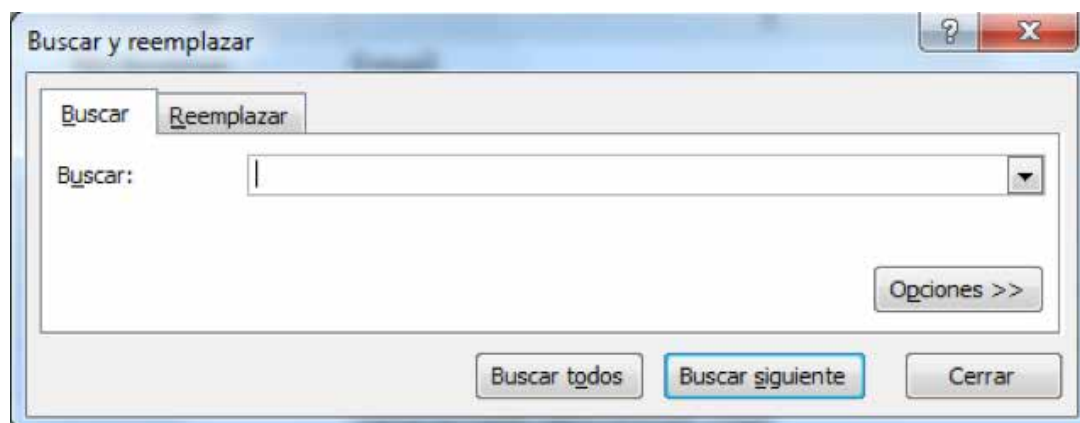 Buscar y reemplazar
Buscar Reemplazar
Buscar:
Opciones >>
Buscar todos Buscar siguiente Cerrar